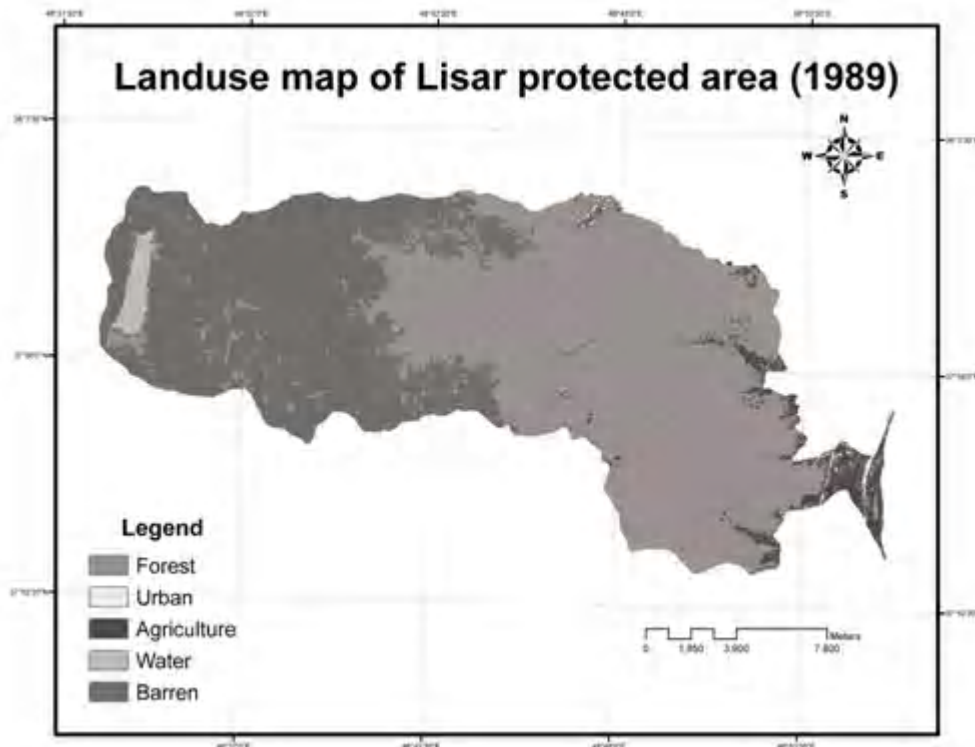 Landuse map of Lisar protected area (1989)
N
W
E
S
Legend
Forest
Urban
Agriculture
Water
Barren
Meters
0
1,950
3,900
7,800